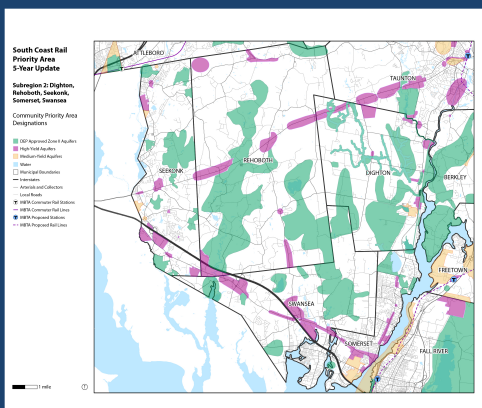 South Coast Rail
Priority Area
5-Year Update
Subregion 2: Dighton,
Rehoboth, Seekonk,
Somerset, Swansea
Community Priority Area
Designations
DEP Approved Zone II Aquifers
High-Yield Aquifers
Medium-Yield Aquifers
Water
Municipal Boundaries
Interstates
Arterials and Collectors
Local Roads
MBTA Commuter Rail Stations
MBTA Commuter Rail Lines
MBTA Proposed Stations
MBTA Proposed Rail Lines
1 mile
ATTLEBORO
TAUNTON
REHOBOTH
SEEKONK
DIGHTON
BERKLEY
FREETOWN
SWANSEA
SOMERSET
FALL RIVER